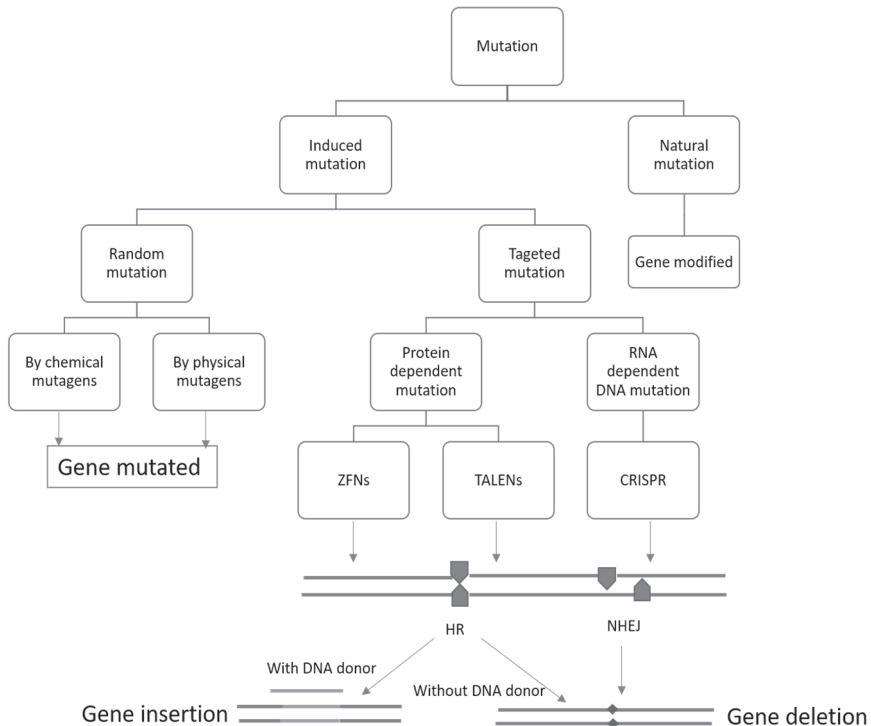 Mutation
Induced
mutation
Natural
mutation
Random
mutation
Tageted
mutation
Gene modified
By chemical
mutagens
By physical
mutagens
Protein
dependent
mutation
RNA
dependent
DNA mutation
Gene mutated
ZFNs
TALENs
CRISPR
HR
NHEJ
With DNA donor
Without DNA donor
Gene insertion
Gene deletion